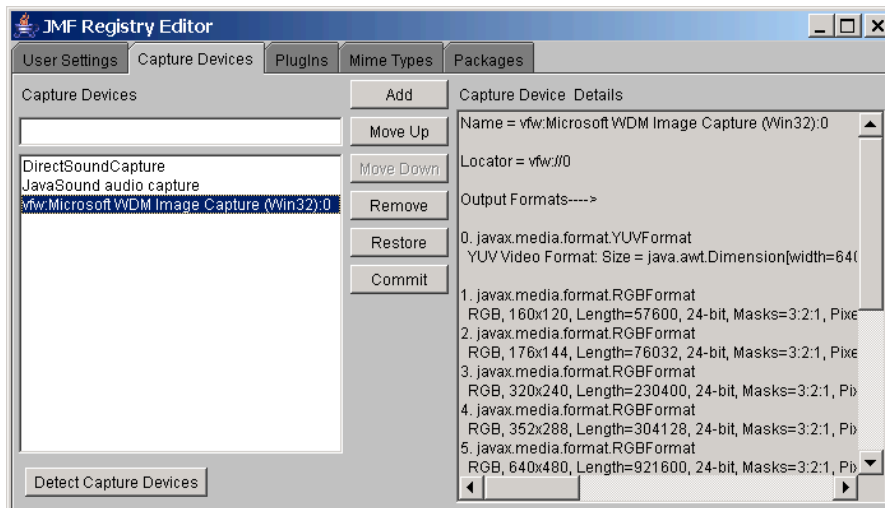 JMF Registry Editor
User Settings
Capture Devices
PlugIns
Mime Types
Packages
Capture Devices
DirectSoundCapture
JavaSound audio capture
vfw:Microsoft WDM Image Capture (Win32):0
Detect Capture Devices
Add
Move Up
Move Down
Remove
Restore
Commit
Capture Device Details
Name = vfw:Microsoft WDM Image Capture (Win32):0
Locator = vfw://0
Output Formats---->
0. javax.media.format.YUVFormat
YUV Video Format: Size = java.awt.Dimension[width=640
1. javax.media.format.RGBFormat
RGB, 160x120, Length=57600, 24-bit, Masks=3:2:1, Pixe
2. javax.media.format.RGBFormat
RGB, 176x144, Length=76032, 24-bit, Masks=3:2:1, Pixe
3. javax.media.format.RGBFormat
RGB, 320x240, Length=230400, 24-bit, Masks=3:2:1, Pix
4. javax.media.format.RGBFormat
RGB, 352x288, Length=304128, 24-bit, Masks=3:2:1, Pix
5. javax.media.format.RGBFormat
RGB, 640x480, Length=921600, 24-bit, Masks=3:2:1, Pix